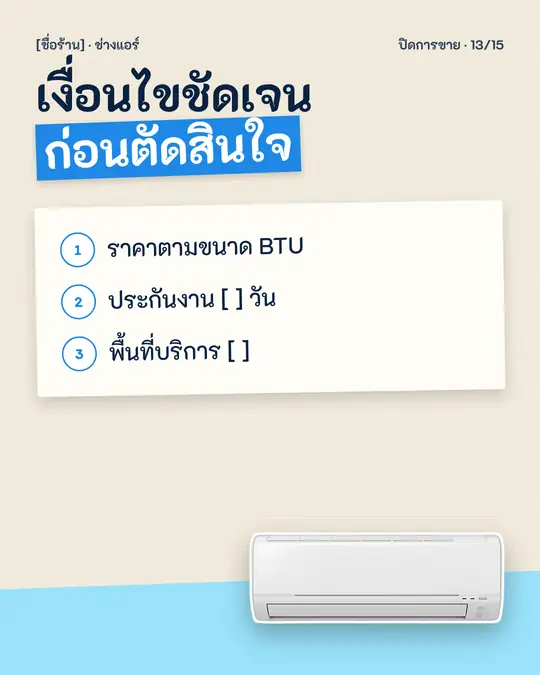 [ชื่อร้าน] · ช่างแอร์
ปิดการขาย · 13/15
เงื่อนไขชัดเจน
ก่อนตัดสินใจ
1 ราคาตามขนาด BTU
2 ประกันงาน [ ] วัน
3 พื้นที่บริการ [ ]